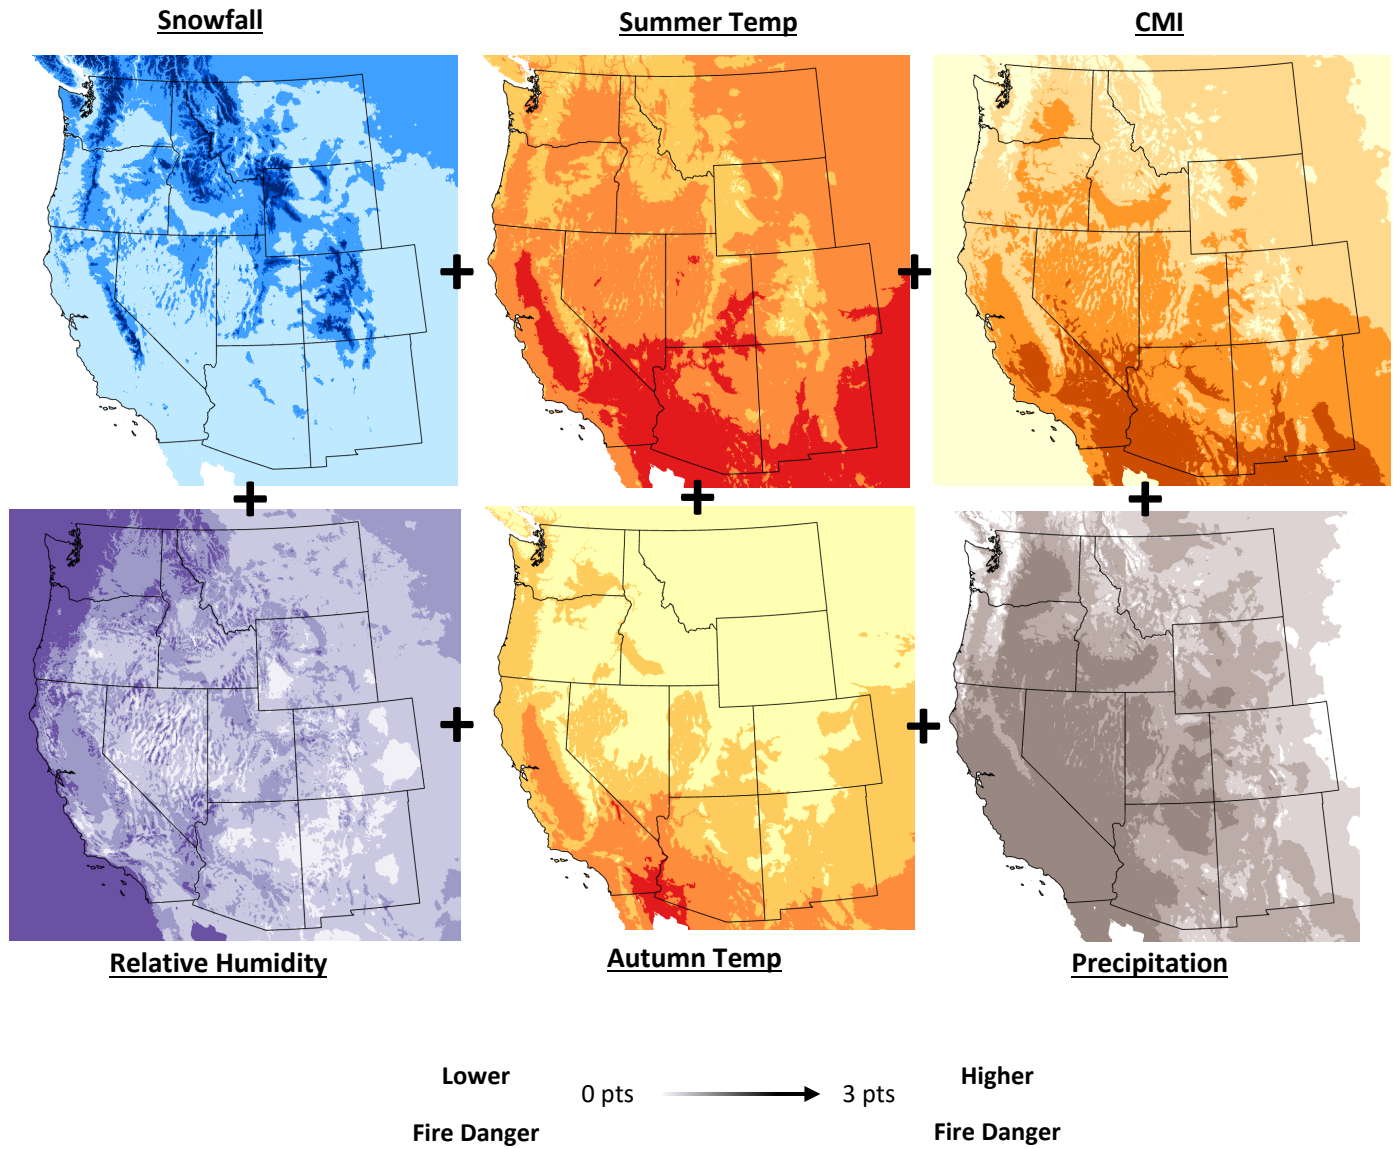 Snowfall
Summer Temp
CMI
+
+
+
+
+
+
+
Relative Humidity
Autumn Temp
Precipitation
Lower
Higher
0 pts
3 pts
Fire Danger
Fire Danger